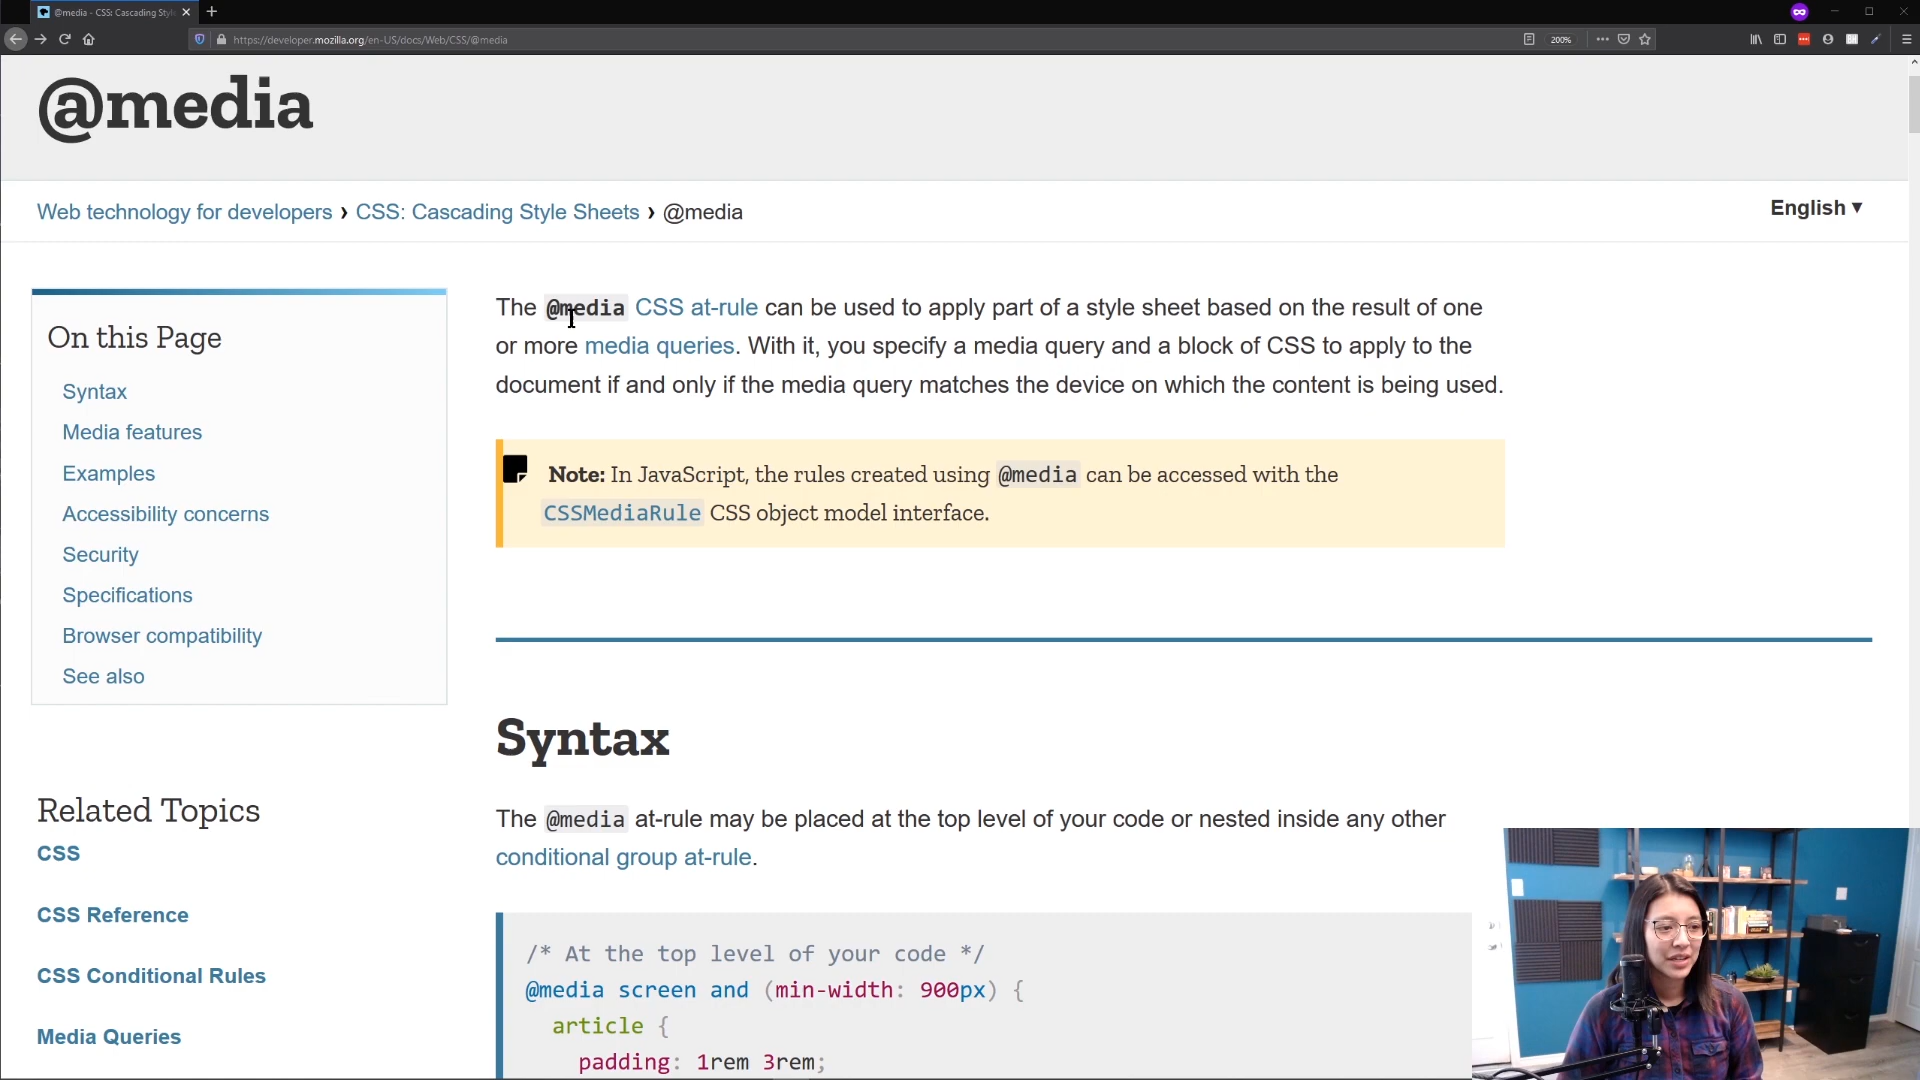 @media - CSS: Cascading Style
https://developer.mozilla.org/en-US/docs/Web/CSS/@media
200%
@media
Web technology for developers › CSS: Cascading Style Sheets › @media
English ▼
On this Page
Syntax
Media features
Examples
Accessibility concerns
Security
Specifications
Browser compatibility
See also
Related Topics
CSS
CSS Reference
CSS Conditional Rules
Media Queries
The @media CSS at-rule can be used to apply part of a style sheet based on the result of one
or more media queries. With it, you specify a media query and a block of CSS to apply to the
document if and only if the media query matches the device on which the content is being used.
Note: In JavaScript, the rules created using @media can be accessed with the
CSSMediaRule CSS object model interface.
Syntax
The @media at-rule may be placed at the top level of your code or nested inside any other
conditional group at-rule.
/* At the top level of your code */
@media screen and (min-width: 900px) {
article {
padding: 1rem 3rem;